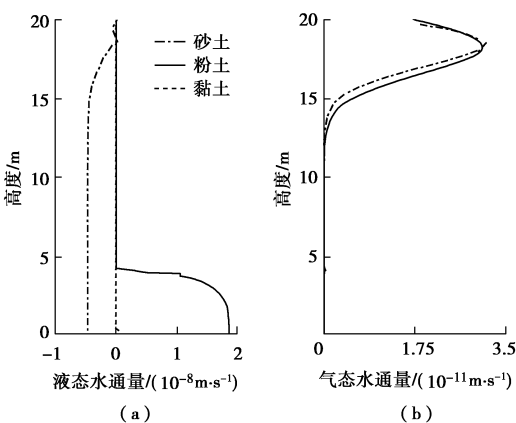 20
15
10
5
0
高度/m
砂土
粉土
黏土
-1 0 1 2
液态水通量/(10⁻⁸m·s⁻¹)
(a)
20
15
10
5
高度/m
0 1.75 3.5
气态水通量/(10⁻¹¹m·s⁻¹)
(b)